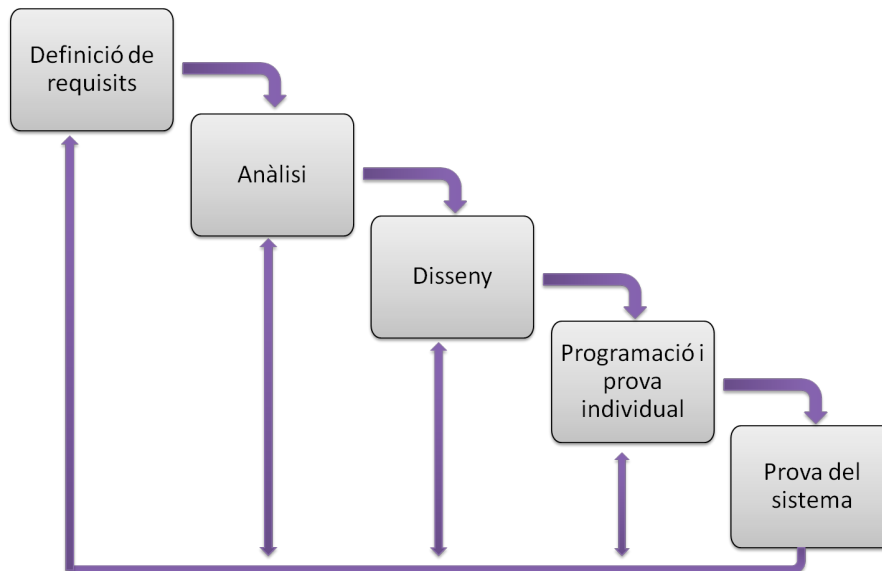 Definició de
requisits
Anàlisi
Disseny
Programació i
prova
individual
Prova del
sistema